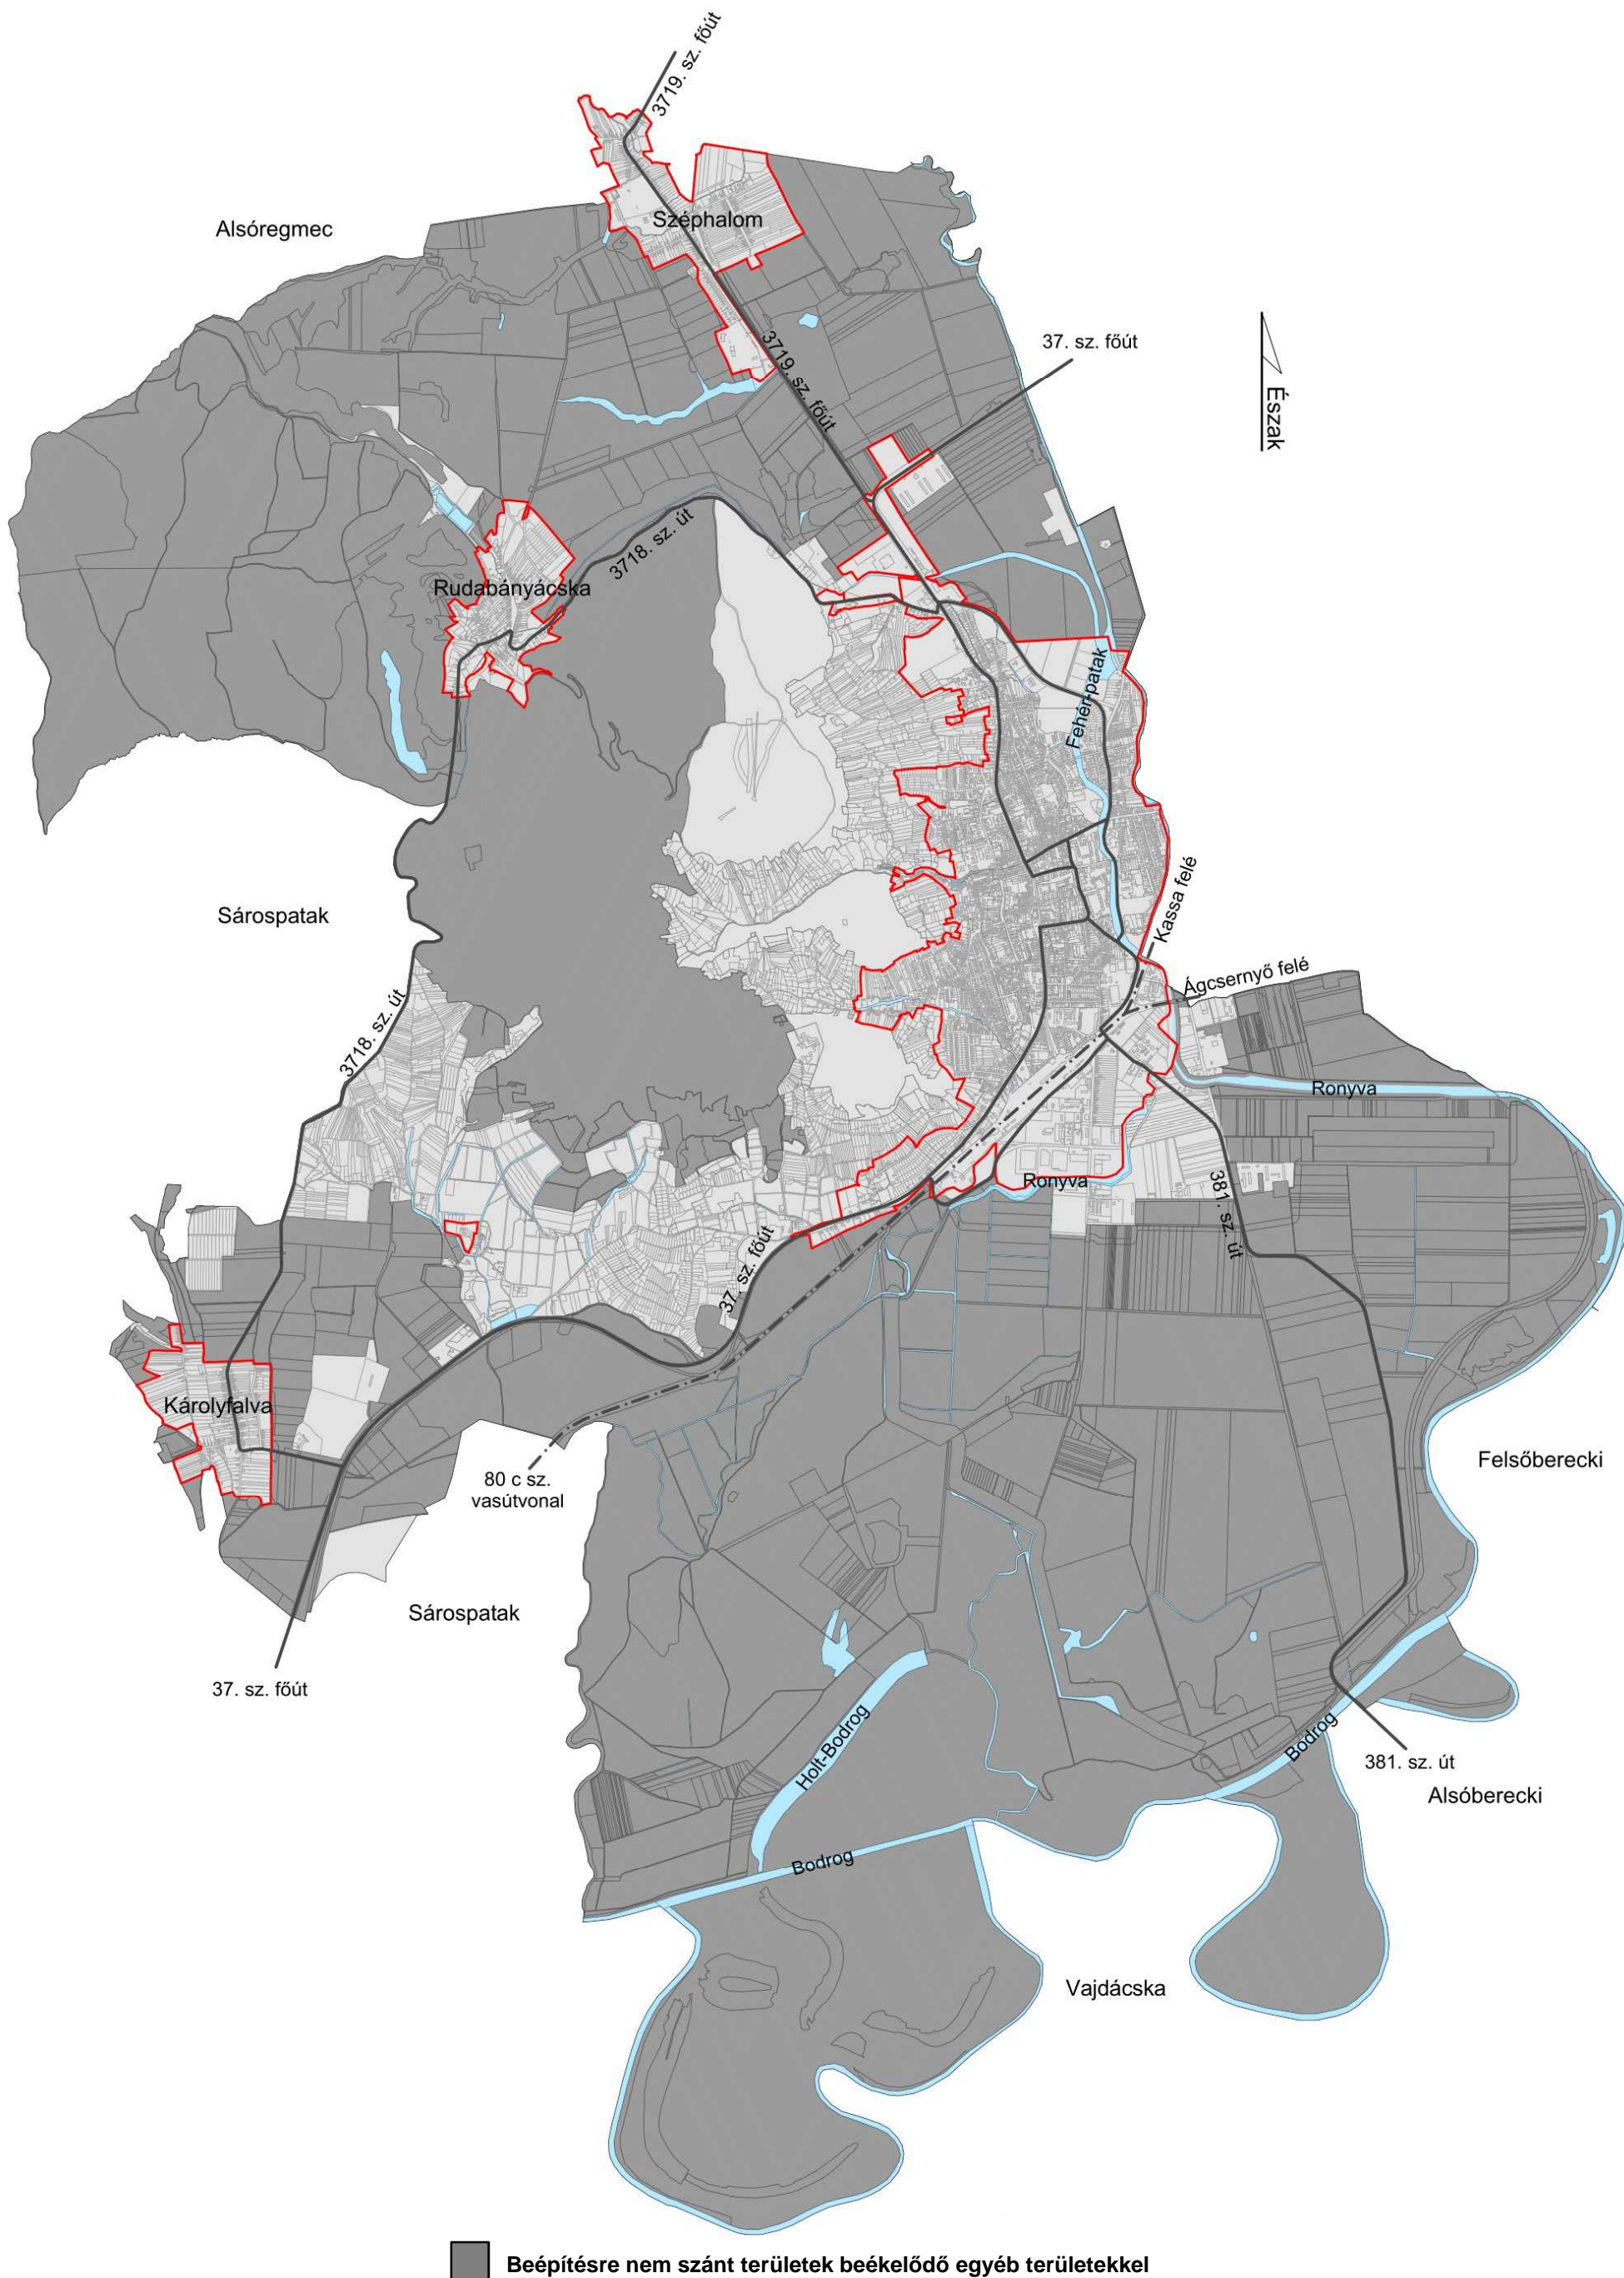 3719. sz. főút
Széphalom
Alsóregmec
3719. sz. főút
37. sz. főút
Észak
3718. sz. út
Rudabányácska
Fehér-patak
Kassa felé
Sárospatak
Ágcsernyő felé
3718. sz. út
Ronyva
Ronyva
381. sz. út
37. sz. főút
Károlyfalva
Felsőberecki
80 c sz.
vasútvonal
Sárospatak
37. sz. főút
Holt-Bodrog
Bodrog
381. sz. út
Alsóberecki
Bodrog
Vajdácska
Beépítésre nem szánt területek beékelődő egyéb területekkel